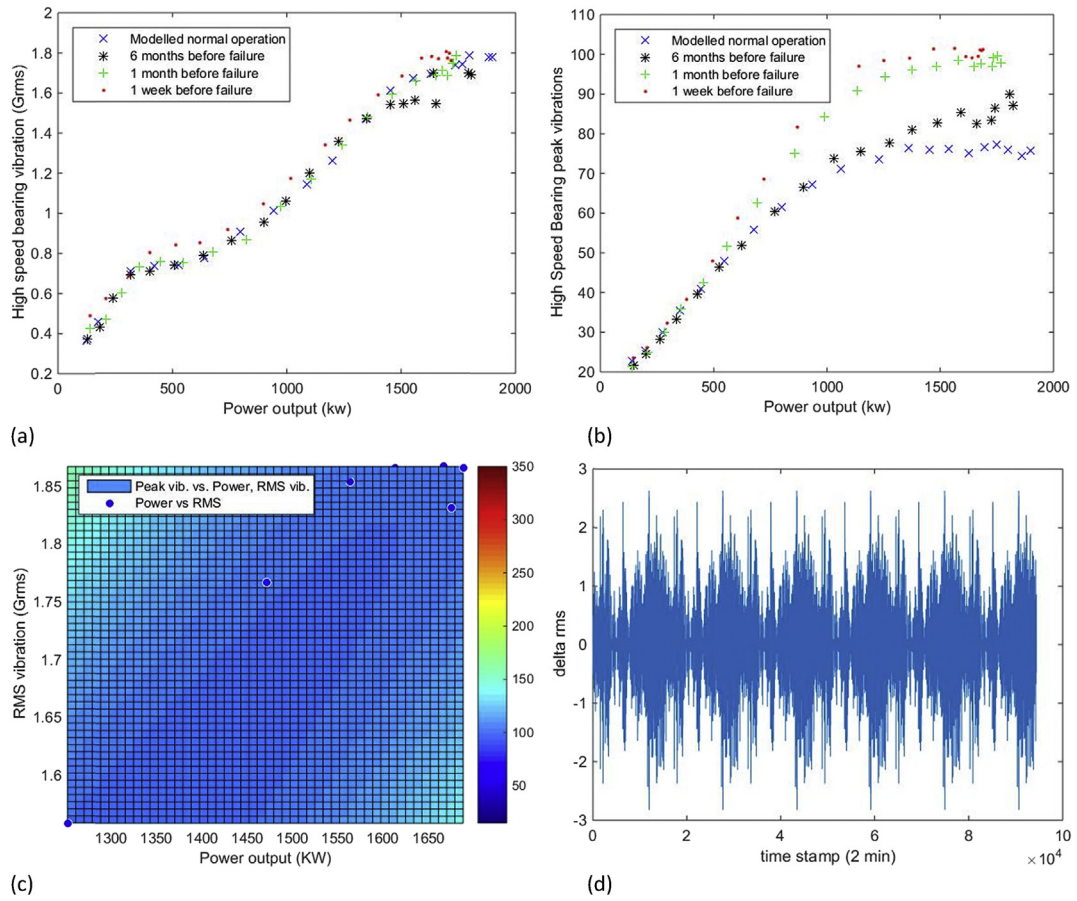 2
1.8
1.6
1.4
1.2
1
0.8
0.6
0.4
0.2
High speed bearing vibration (Grms)
Modelled normal operation
6 months before failure
1 month before failure
1 week before failure
0 500 1000 1500 2000
Power output (kw)
(a)
110
100
90
80
70
60
50
40
30
20
High Speed Bearing peak vibrations
Modelled normal operation
6 months before failure
1 month before failure
1 week before failure
0 500 1000 1500 2000
Power output (kw)
(b)
1.85
1.8
1.75
1.7
1.65
1.6
RMS vibration (Grms)
Peak vib. vs. Power, RMS vib.
Power vs RMS
350
300
250
200
150
100
50
1300 1350 1400 1450 1500 1550 1600 1650
Power output (KW)
(c)
3
2
1
0
-1
-2
-3
delta rms
0 2 4 6 8 10
time stamp (2 min)
×10⁴
(d)